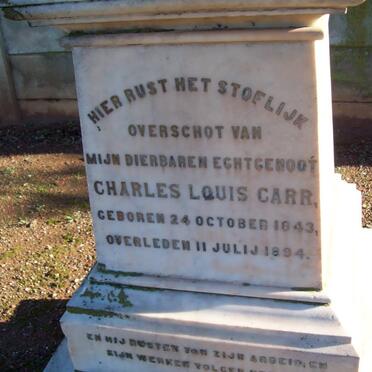 HIER RUST HET STOFLIJK
OVERSCHOT VAN
MIJN DIERBAREN ECHTGENOOT
CHARLES LOUIS CARR,
GEBOREN 24 OCTOBER 1843,
OVERLEDEN 11 JULIJ 1894.
EN HIJ RUSTEN VAN ZIJN ARBEID, EN
ZIJN WERKEN VOLGEN